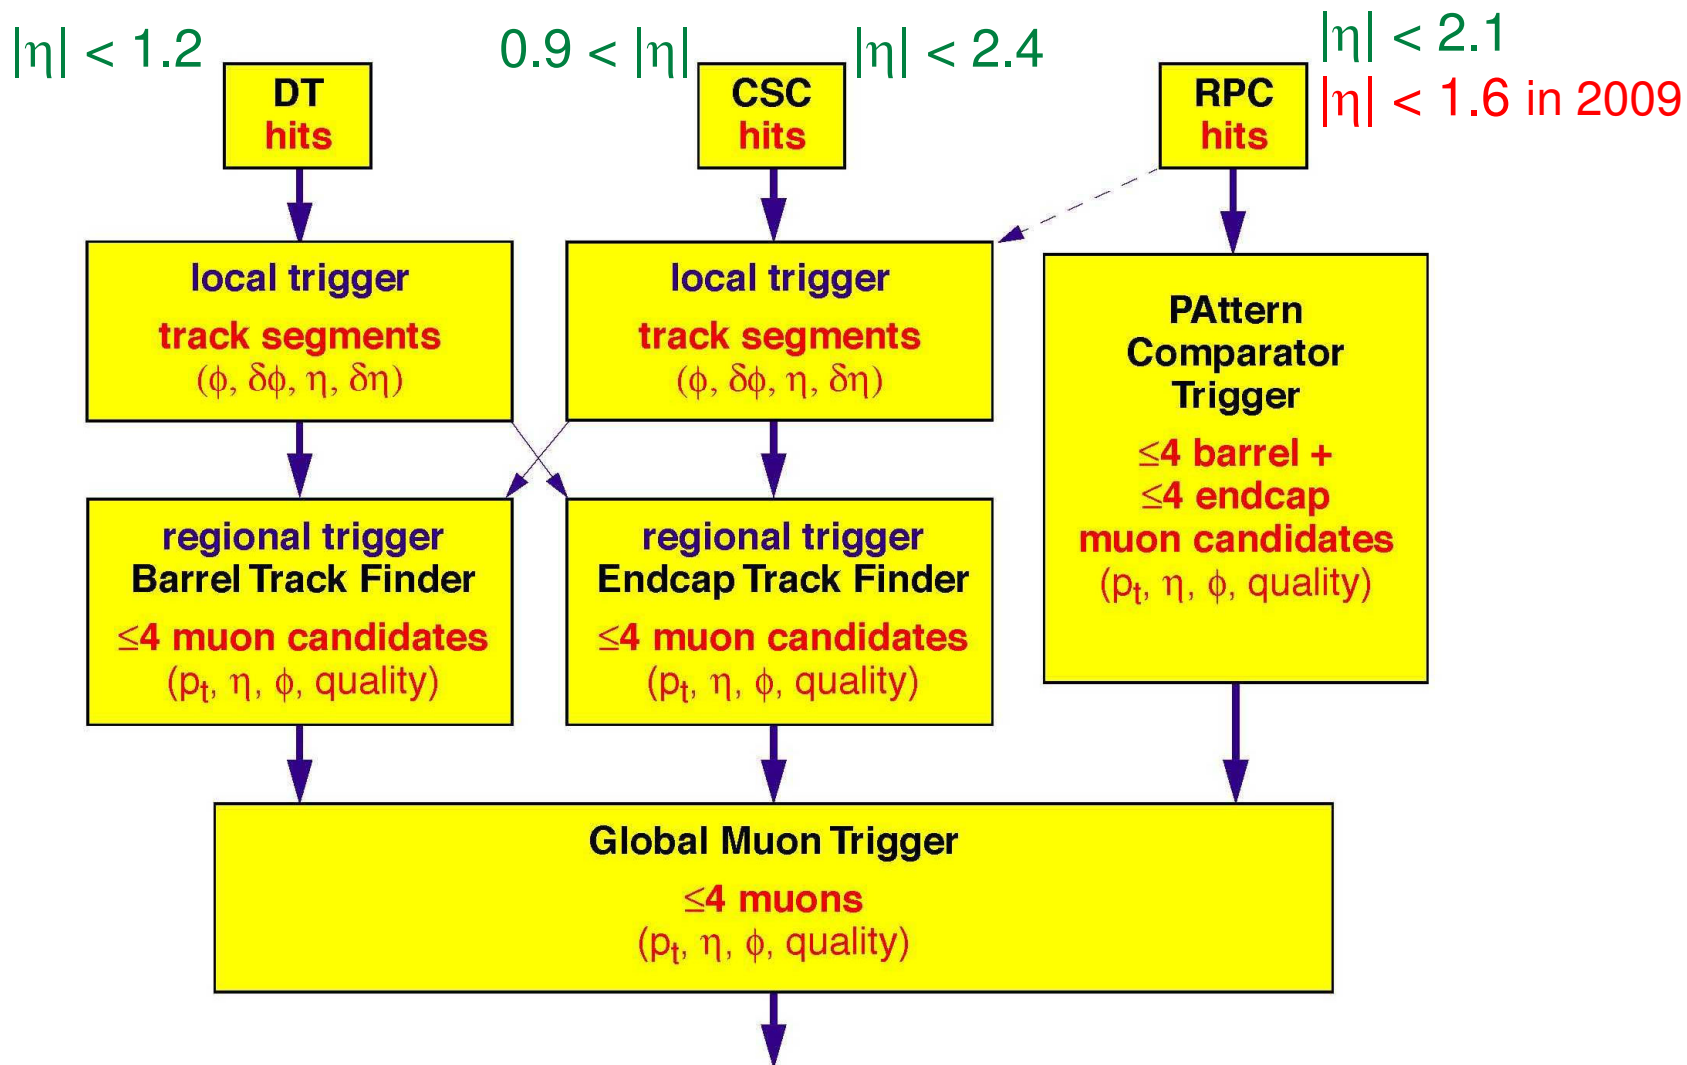 |η| < 1.2
0.9 < |η|
|η| < 2.4
|η| < 2.1
|η| < 1.6 in 2009
DT
hits
CSC
hits
RPC
hits
local trigger
track segments
(ϕ, δϕ, η, δη)
local trigger
track segments
(ϕ, δϕ, η, δη)
PAttern
Comparator
Trigger
≤4 barrel +
≤4 endcap
muon candidates
(pt, η, ϕ, quality)
regional trigger
Barrel Track Finder
≤4 muon candidates
(pt, η, ϕ, quality)
regional trigger
Endcap Track Finder
≤4 muon candidates
(pt, η, ϕ, quality)
Global Muon Trigger
≤4 muons
(pt, η, ϕ, quality)